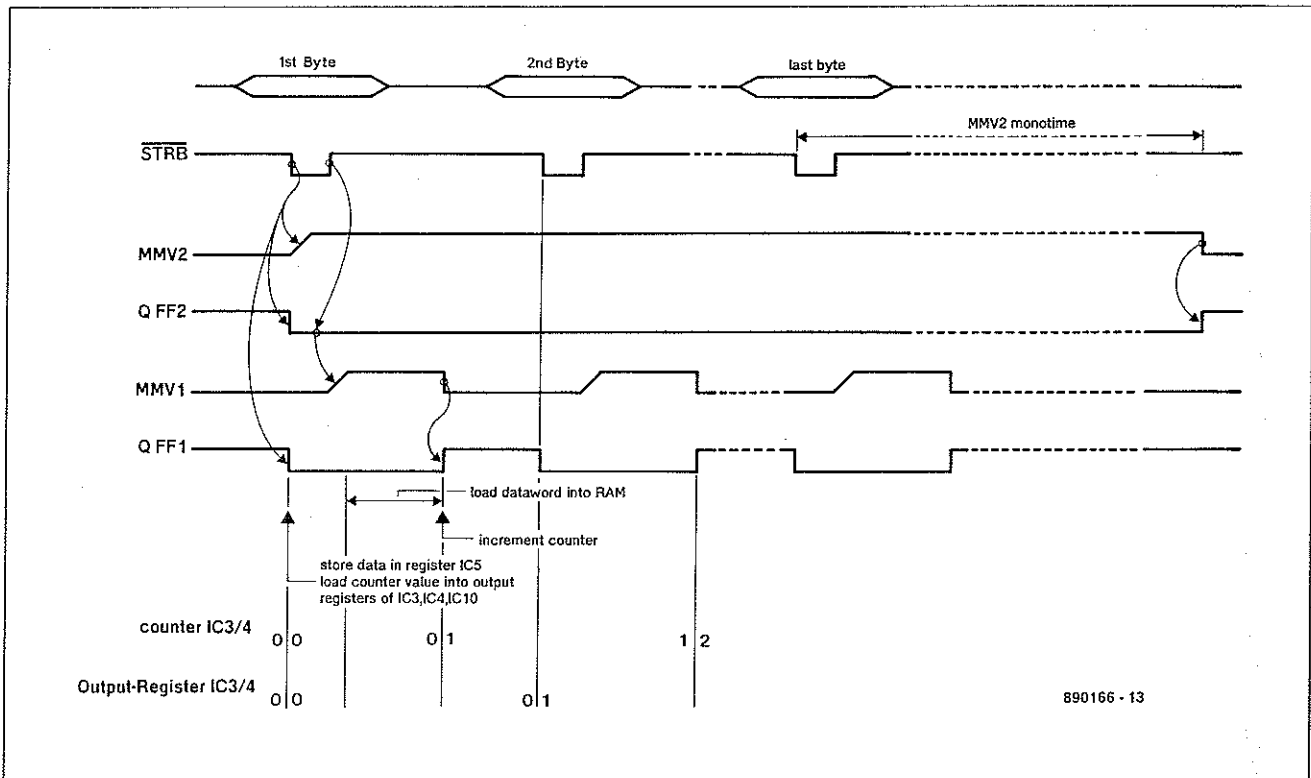 1st Byte
2nd Byte
last byte
MMV2 monotime
STRB
MMV2
Q FF2
MMV1
Q FF1
load dataword into RAM
increment counter
store data in register IC5
load counter value into output
registers of IC3,IC4,IC10
counter IC3/4 0 0 0 1 1 2
Output-Register IC3/4 0 0 0 1
890166 - 13